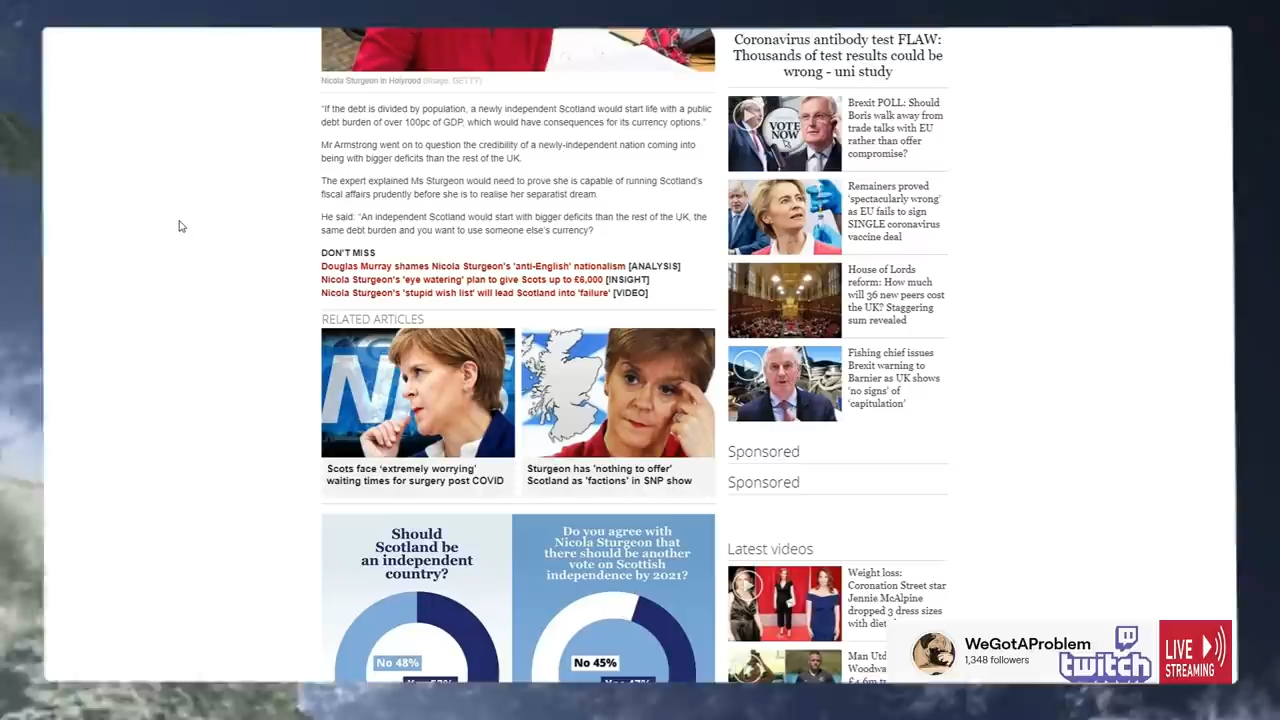 Nicola Sturgeon in Holyrood (Image: GETTY)
“If the debt is divided by population, a newly independent Scotland would start life with a public
debt burden of over 100pc of GDP, which would have consequences for its currency options.”
Mr Armstrong went on to question the credibility of a newly-independent nation coming into
being with bigger deficits than the rest of the UK.
The expert explained Ms Sturgeon would need to prove she is capable of running Scotland's
fiscal affairs prudently before she is to realise her separatist dream.
He said: “An independent Scotland would start with bigger deficits than the rest of the UK, the
same debt burden and you want to use someone else's currency?
DON'T MISS
Douglas Murray shames Nicola Sturgeon's 'anti-English' nationalism [ANALYSIS]
Nicola Sturgeon's 'eye watering' plan to give Scots up to £6,000 [INSIGHT]
Nicola Sturgeon's 'stupid wish list' will lead Scotland into 'failure' [VIDEO]
RELATED ARTICLES
Scots face ‘extremely worrying’
waiting times for surgery post COVID
Sturgeon has 'nothing to offer'
Scotland as 'factions' in SNP show
Should
Scotland be
an independent
country?
No 48%
Do you agree with
Nicola Sturgeon that
there should be another
vote on Scottish
independence by 2021?
No 45%
Coronavirus antibody test FLAW:
Thousands of test results could be
wrong - uni study
VOTE
NOW
Brexit POLL: Should
Boris walk away from
trade talks with EU
rather than offer
compromise?
Remainers proved
‘spectacularly wrong’
as EU fails to sign
SINGLE coronavirus
vaccine deal
House of Lords
reform: How much
will 36 new peers cost
the UK? Staggering
sum revealed
Fishing chief issues
Brexit warning to
Barnier as UK shows
‘no signs’ of
‘capitulation’
Sponsored
Sponsored
Latest videos
Weight loss:
Coronation Street star
Jennie McAlpine
dropped 3 dress sizes
with diet
Man Utd
WeGotAProblem
1,348 followers
twitch
LIVE
STREAMING